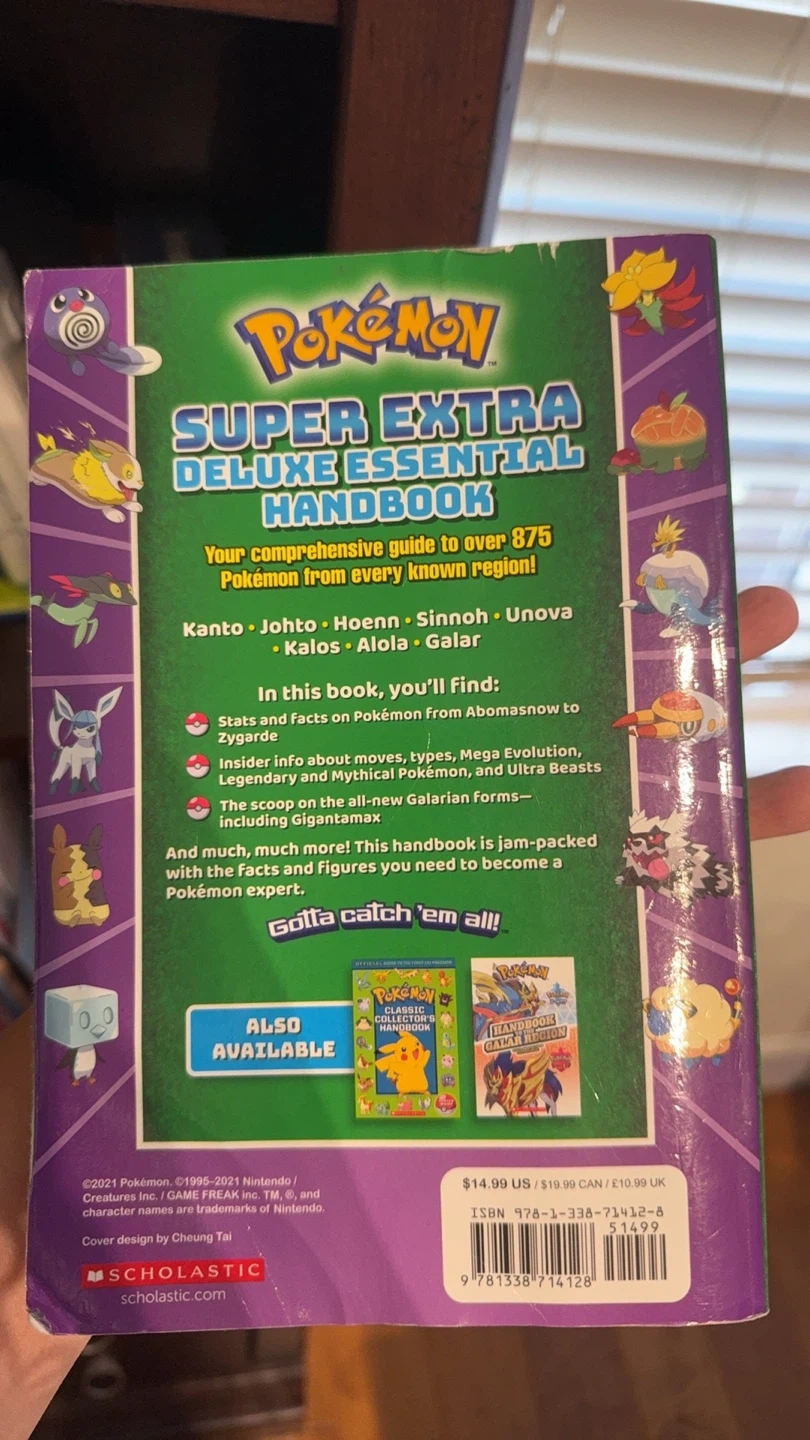 POKÉMON™
SUPER EXTRA
DELUXE ESSENTIAL
HANDBOOK
Your comprehensive guide to over 875
Pokémon from every known region!
Kanto • Johto • Hoenn • Sinnoh • Unova
• Kalos • Alola • Galar
In this book, you'll find:
Stats and facts on Pokémon from Abomasnow to
Zygarde
Insider info about moves, types, Mega Evolution,
Legendary and Mythical Pokémon, and Ultra Beasts
The scoop on the all-new Galarian forms—
including Gigantamax
And much, much more! This handbook is jam-packed
with the facts and figures you need to become a
Pokémon expert.
Gotta catch 'em all!™
ALSO
AVAILABLE
POKÉMON
CLASSIC
COLLECTOR'S
HANDBOOK
POKÉMON
HANDBOOK
TO THE
GALAR REGION
©2021 Pokémon. ©1995–2021 Nintendo /
Creatures Inc. / GAME FREAK inc. TM, ®, and
character names are trademarks of Nintendo.
Cover design by Cheung Tai
SCHOLASTIC
scholastic.com
$14.99 US / $19.99 CAN / £10.99 UK
ISBN 978-1-338-71412-8
51499
9 781338 714128